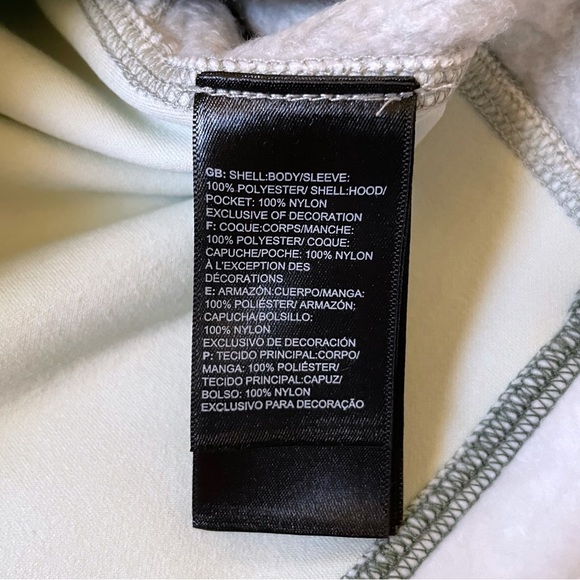 GB: SHELL:BODY/SLEEVE:
100% POLYESTER/ SHELL:HOOD/
POCKET: 100% NYLON
EXCLUSIVE OF DECORATION
F: COQUE:CORPS/MANCHE:
100% POLYESTER/ COQUE:
CAPUCHE/POCHE: 100% NYLON
À L'EXCEPTION DES
DÉCORATIONS
E: ARMAZÓN:CUERPO/MANGA:
100% POLIÉSTER/ ARMAZÓN:
CAPUCHA/BOLSILLO:
100% NYLON
EXCLUSIVO DE DECORACIÓN
P: TECIDO PRINCIPAL:CORPO/
MANGA: 100% POLIÉSTER/
TECIDO PRINCIPAL:CAPUZ/
BOLSO: 100% NYLON
EXCLUSIVO PARA DECORAÇÃO